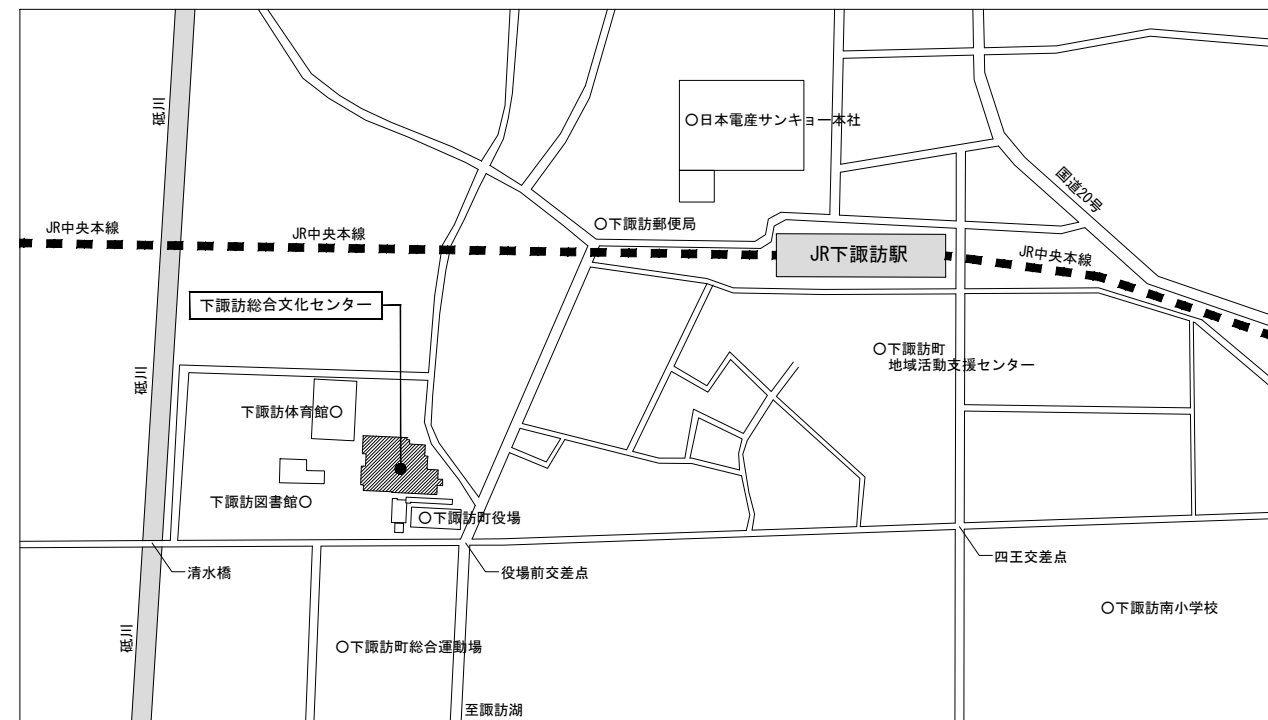 砥川
日本電産サンキョー本社
国道20号
下諏訪郵便局
JR中央本線
JR中央本線
JR下諏訪駅
JR中央本線
下諏訪総合文化センター
下諏訪町
地域活動支援センター
砥川
下諏訪体育館
下諏訪図書館
下諏訪町役場
清水橋
役場前交差点
四王交差点
下諏訪南小学校
砥川
下諏訪町総合運動場
至諏訪湖